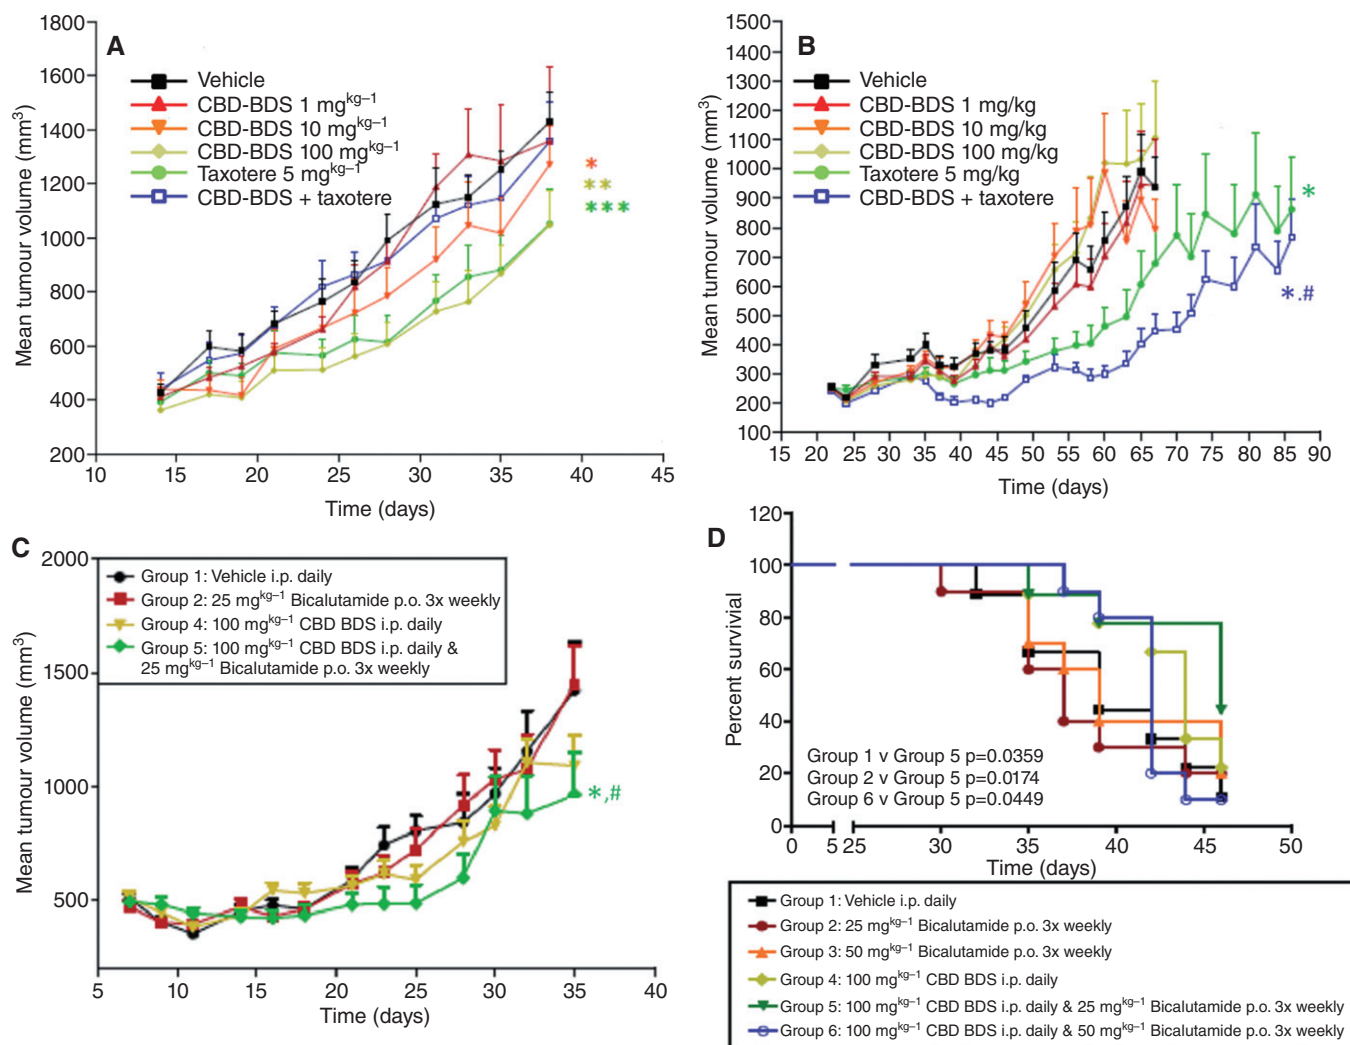 A
Mean tumour volume (mm3)
1800
1600
1400
1200
1000
800
600
400
200
Vehicle
CBD-BDS 1 mgkg–1
CBD-BDS 10 mgkg–1
CBD-BDS 100 mgkg–1
Taxotere 5 mgkg–1
CBD-BDS + taxotere
*
**
***
10 15 20 25 30 35 40 45
Time (days)
B
Mean tumour volume (mm3)
1500
1400
1300
1200
1100
1000
900
800
700
600
500
400
300
200
100
Vehicle
CBD-BDS 1 mg/kg
CBD-BDS 10 mg/kg
CBD-BDS 100 mg/kg
Taxotere 5 mg/kg
CBD-BDS + taxotere
*
*.#
15 20 25 30 35 40 45 50 55 60 65 70 75 80 85 90
Time (days)
C
Mean tumour volume (mm3)
2000
1500
1000
500
Group 1: Vehicle i.p. daily
Group 2: 25 mgkg–1 Bicalutamide p.o. 3x weekly
Group 4: 100 mgkg–1 CBD BDS i.p. daily
Group 5: 100 mgkg–1 CBD BDS i.p. daily &
25 mgkg–1 Bicalutamide p.o. 3x weekly
*,#
5 10 15 20 25 30 35 40
Time (days)
D
Percent survivial
120
100
80
60
40
20
0
Group 1 v Group 5 p=0.0359
Group 2 v Group 5 p=0.0174
Group 6 v Group 5 p=0.0449
0 5 25 30 35 40 45 50
Time (days)
Group 1: Vehicle i.p. daily
Group 2: 25 mgkg–1 Bicalutamide p.o. 3x weekly
Group 3: 50 mgkg–1 Bicalutamide p.o. 3x weekly
Group 4: 100 mgkg–1 CBD BDS i.p. daily
Group 5: 100 mgkg–1 CBD BDS i.p. daily & 25 mgkg–1 Bicalutamide p.o. 3x weekly
Group 6: 100 mgkg–1 CBD BDS i.p. daily & 50 mgkg–1 Bicalutamide p.o. 3x weekly